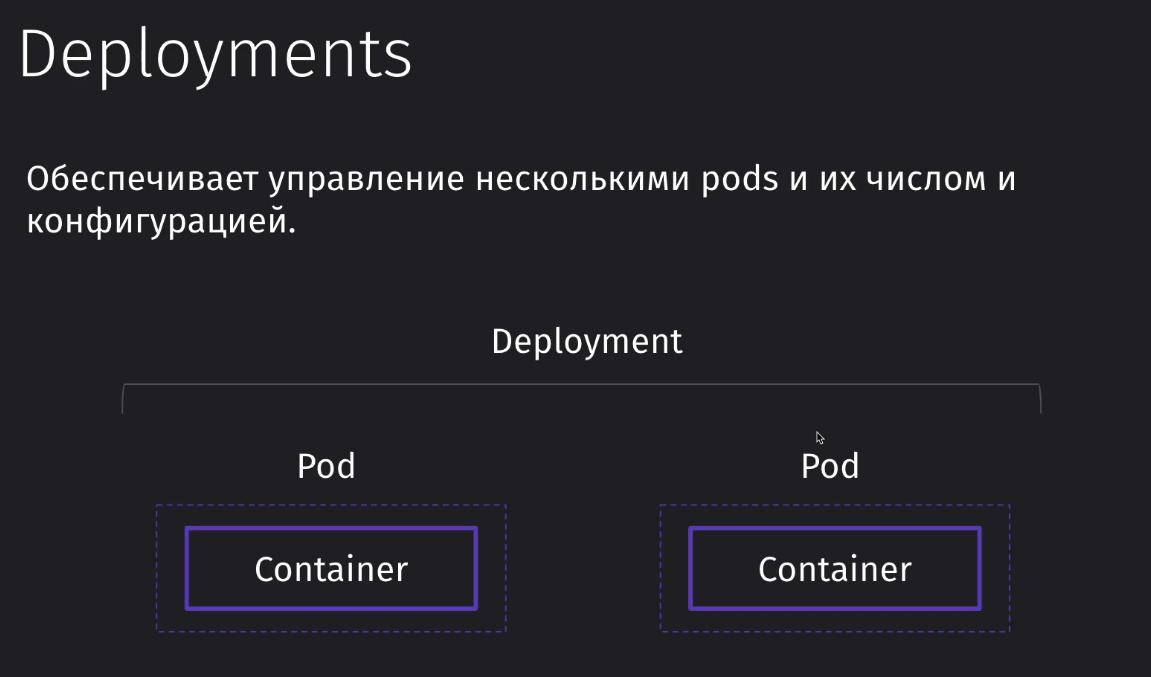 Deployments
Обеспечивает управление несколькими pods и их числом и
конфигурацией.
Deployment
Pod
Pod
Container
Container